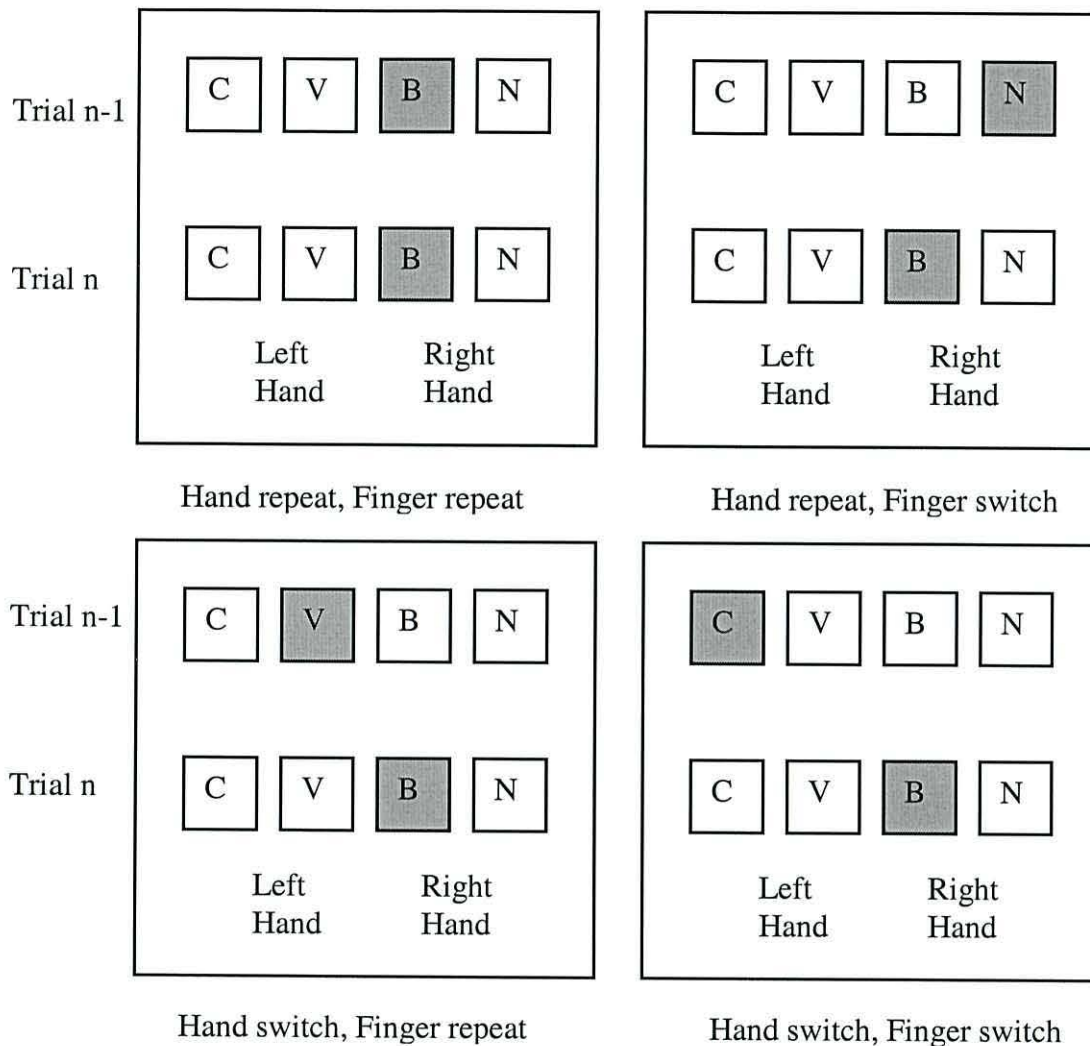 Trial n-1
C V B N
C V B N
Trial n
C V B N
C V B N
Left Right
Hand Hand
Left Right
Hand Hand
Hand repeat, Finger repeat
Hand repeat, Finger switch
Trial n-1
C V B N
C V B N
Trial n
C V B N
C V B N
Left Right
Hand Hand
Left Right
Hand Hand
Hand switch, Finger repeat
Hand switch, Finger switch